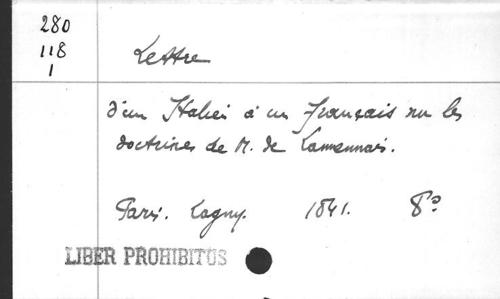 280
118
1
Lettre
d'un Italien à un Français sur les
doctrines de M. de Lamennais.
Paris. Lagny. 1841. 8º
LIBER PROHIBITUS